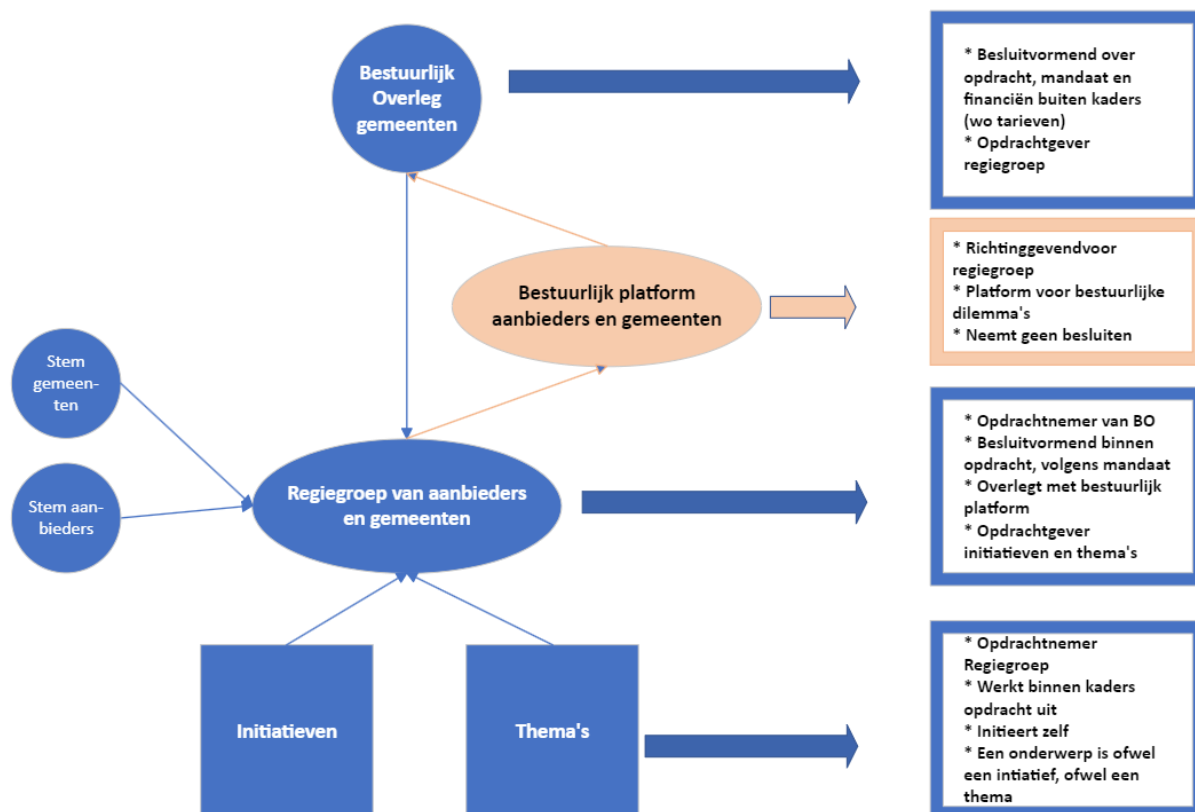 Bestuurlijk
Overleg
gemeenten
* Besluitvormend over
opdracht, mandaat en
financiën buiten kaders
(wo tarieven)
* Opdrachtgever
regiegroep
Bestuurlijk platform
aanbieders en gemeenten
* Richtinggevendvoor
regiegroep
* Platform voor bestuurlijke
dilemma's
* Neemt geen besluiten
Stem
gemeen-
ten
Stem aan-
bieders
Regiegroep van aanbieders
en gemeenten
* Opdrachtnemer van BO
* Besluitvormend binnen
opdracht, volgens mandaat
* Overlegt met bestuurlijk
platform
* Opdrachtgever
initiatieven en thema's
Initiatieven
Thema's
* Opdrachtnemer
Regiegroep
* Werkt binnen kaders
opdracht uit
* Initieert zelf
* Een onderwerp is ofwel
een intiatief, ofwel een
thema